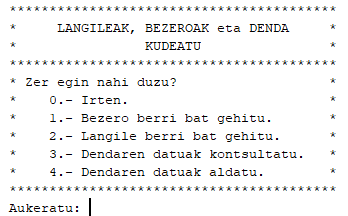 *****************************************
*     LANGILEAK, BEZEROAK eta DENDA     *
*                KUDEATU                *
*****************************************
* Zer egin nahi duzu?                   *
*    0.- Irten.                         *
*    1.- Bezero berri bat gehitu.       *
*    2.- Langile berri bat gehitu.      *
*    3.- Dendaren datuak kontsultatu.   *
*    4.- Dendaren datuak aldatu.        *
*****************************************
Aukeratu: